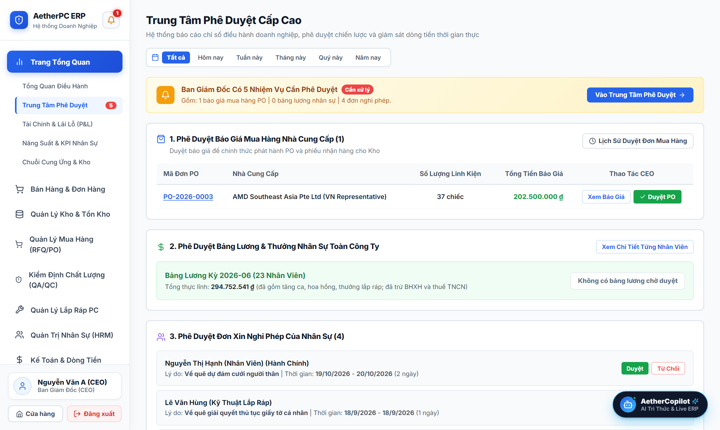 AetherPC ERP
Hệ thống Doanh Nghiệp
1
Trang Tổng Quan
Tổng Quan Điều Hành
Trung Tâm Phê Duyệt
5
Tài Chính & Lãi Lỗ (P&L)
Năng Suất & KPI Nhân Sự
Chuỗi Cung Ứng & Kho
Bán Hàng & Đơn Hàng
Quản Lý Kho & Tồn Kho
Quản Lý Mua Hàng
(RFQ/PO)
Kiểm Định Chất Lượng
(QA/QC)
Quản Lý Lắp Ráp PC
Quản Trị Nhân Sự (HRM)
Kế Toán & Dòng Tiền
Nguyễn Văn A (CEO)
Ban Giám Đốc (CEO)
Cửa hàng
Đăng xuất
Trung Tâm Phê Duyệt Cấp Cao
Hệ thống báo cáo chỉ số điều hành doanh nghiệp, phê duyệt chiến lược và giám sát dòng tiền thời gian thực
Tất cả
Hôm nay
Tuần này
Tháng này
Quý này
Năm nay
Ban Giám Đốc Có 5 Nhiệm Vụ Cần Phê Duyệt
Cần xử lý
Gồm: 1 báo giá mua hàng PO | 0 bảng lương nhân sự | 4 đơn nghỉ phép.
Vào Trung Tâm Phê Duyệt →
1. Phê Duyệt Báo Giá Mua Hàng Nhà Cung Cấp (1)
Duyệt báo giá để chính thức phát hành PO và phiếu nhận hàng cho Kho
Lịch Sử Duyệt Đơn Mua Hàng
Mã Đơn PO
Nhà Cung Cấp
Số Lượng Linh Kiện
Tổng Tiền Báo Giá
Thao Tác CEO
PO-2026-0003
AMD Southeast Asia Pte Ltd (VN Representative)
37 chiếc
202.500.000 ₫
Xem Báo Giá
Duyệt PO
2. Phê Duyệt Bảng Lương & Thưởng Nhân Sự Toàn Công Ty
Xem Chi Tiết Từng Nhân Viên
Bảng Lương Kỳ 2026-06 (23 Nhân Viên)
Tổng thực lĩnh: 294.752.541 ₫ (đã gồm tăng ca, hoa hồng, thưởng lắp ráp; đã trừ BHXH và thuế TNCN)
Không có bảng lương chờ duyệt
3. Phê Duyệt Đơn Xin Nghỉ Phép Của Nhân Sự (4)
Nguyễn Thị Hạnh (Nhân Viên) (Hành Chính)
Lý do: Về quê dự đám cưới người thân | Thời gian: 19/10/2026 - 20/10/2026 (2 ngày)
Duyệt
Từ Chối
Lê Văn Hùng (Kỹ Thuật Lắp Ráp)
Lý do: Về quê giải quyết thủ tục giấy tờ cá nhân | Thời gian: 18/9/2026 - 18/9/2026 (1 ngày)
AetherCopilot
AI Tri Thức & Live ERP